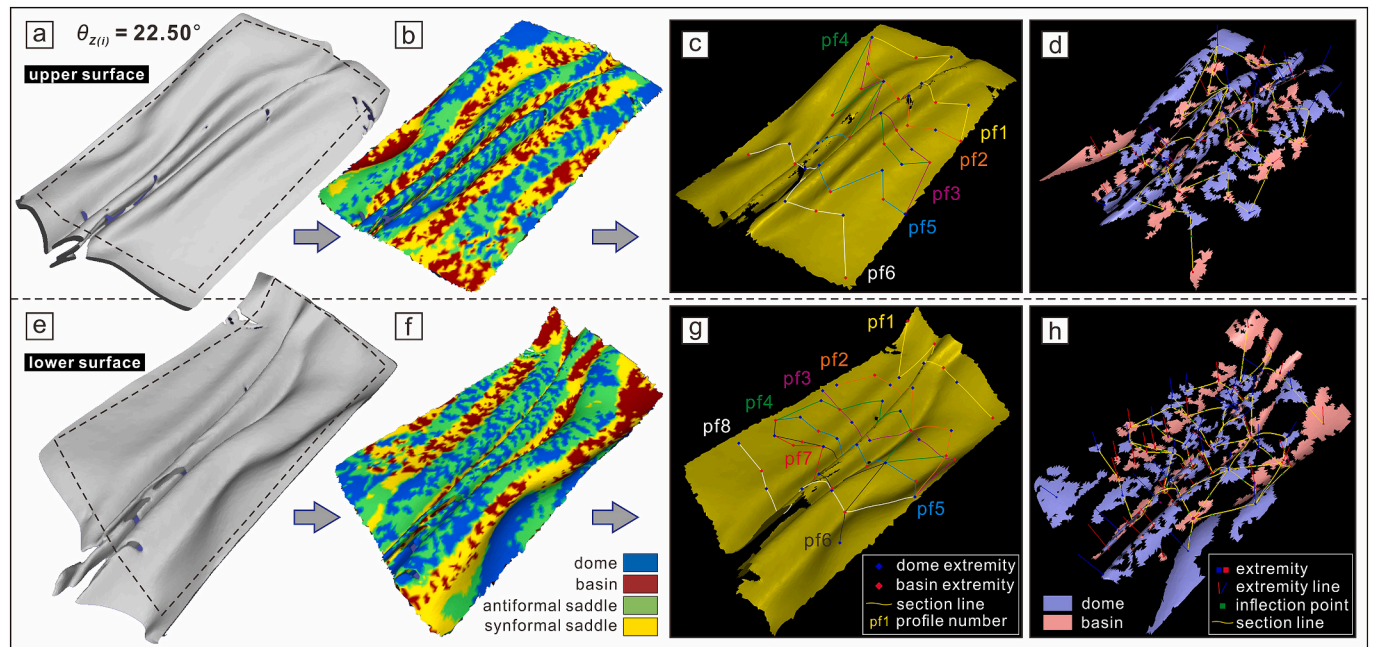 a
θz(i) = 22.50°
upper surface
b
c
pf4
pf1
pf2
pf3
pf5
pf6
d
e
lower surface
f
dome
basin
antiformal saddle
synformal saddle
g
pf1
pf2
pf3
pf4
pf8
pf7
pf5
pf6
dome extremity
basin extremity
section line
pf1 profile number
h
dome
basin
extremity
extremity line
inflection point
section line